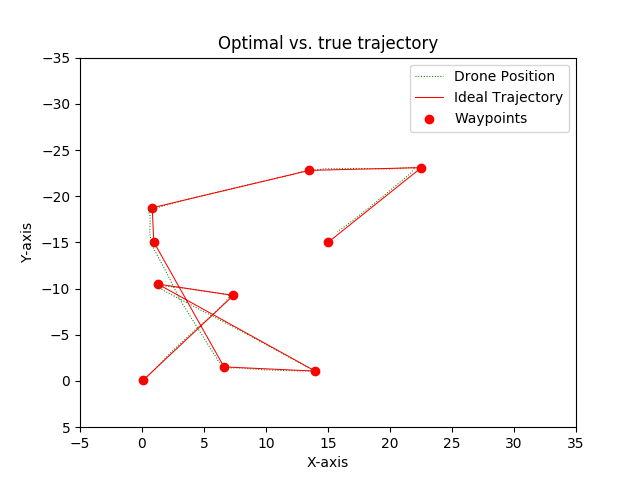 Optimal vs. true trajectory
Drone Position
Ideal Trajectory
Waypoints
Y-axis
−35
−30
−25
−20
−15
−10
−5
0
5
−5 0 5 10 15 20 25 30 35
X-axis